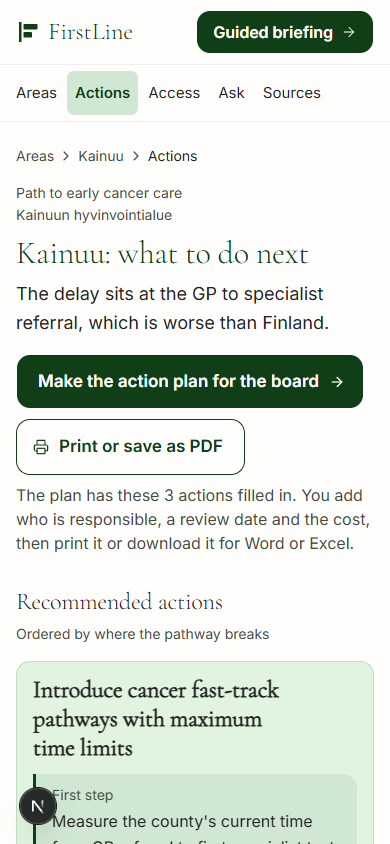 FirstLine
Guided briefing →
Areas Actions Access Ask Sources
Areas > Kainuu > Actions
Path to early cancer care
Kainuun hyvinvointialue
Kainuu: what to do next
The delay sits at the GP to specialist
referral, which is worse than Finland.
Make the action plan for the board →
Print or save as PDF
The plan has these 3 actions filled in. You add
who is responsible, a review date and the cost,
then print it or download it for Word or Excel.
Recommended actions
Ordered by where the pathway breaks
Introduce cancer fast-track
pathways with maximum
time limits
First step
N
Measure the county's current time